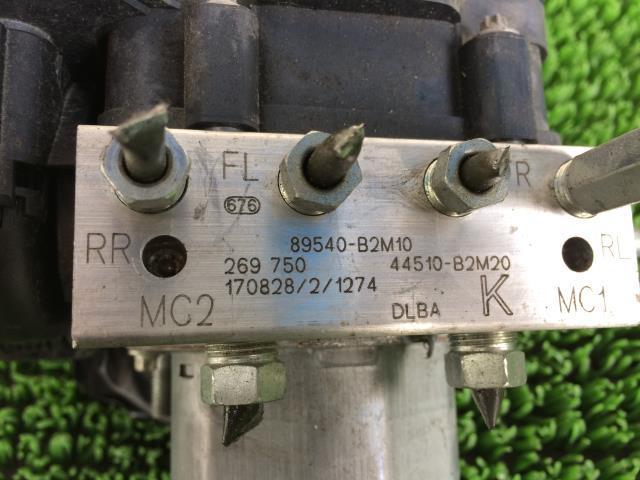 FL
R
676
RR
89540-B2M10
RL
269 750
44510-B2M20
170828/2/1274
MC2
DLBA
K
MC1